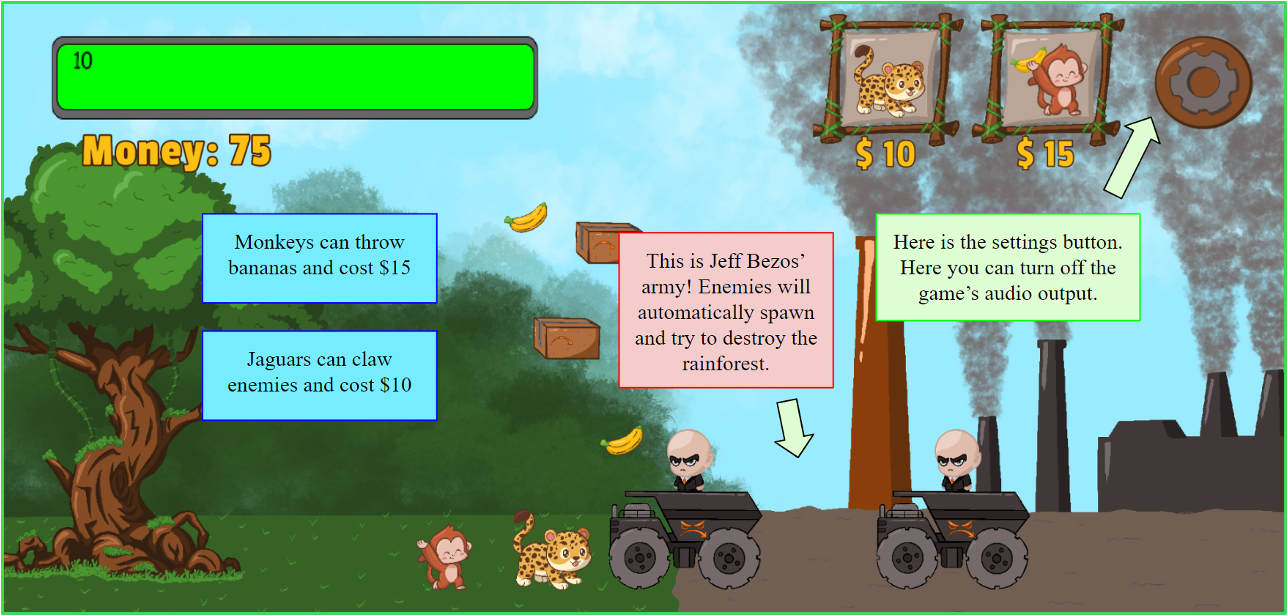 10
Money: 75
$ 10
$ 15
Monkeys can throw
bananas and cost $15
Jaguars can claw
enemies and cost $10
This is Jeff Bezos’
army! Enemies will
automatically spawn
and try to destroy the
rainforest.
Here is the settings button.
Here you can turn off the
game’s audio output.